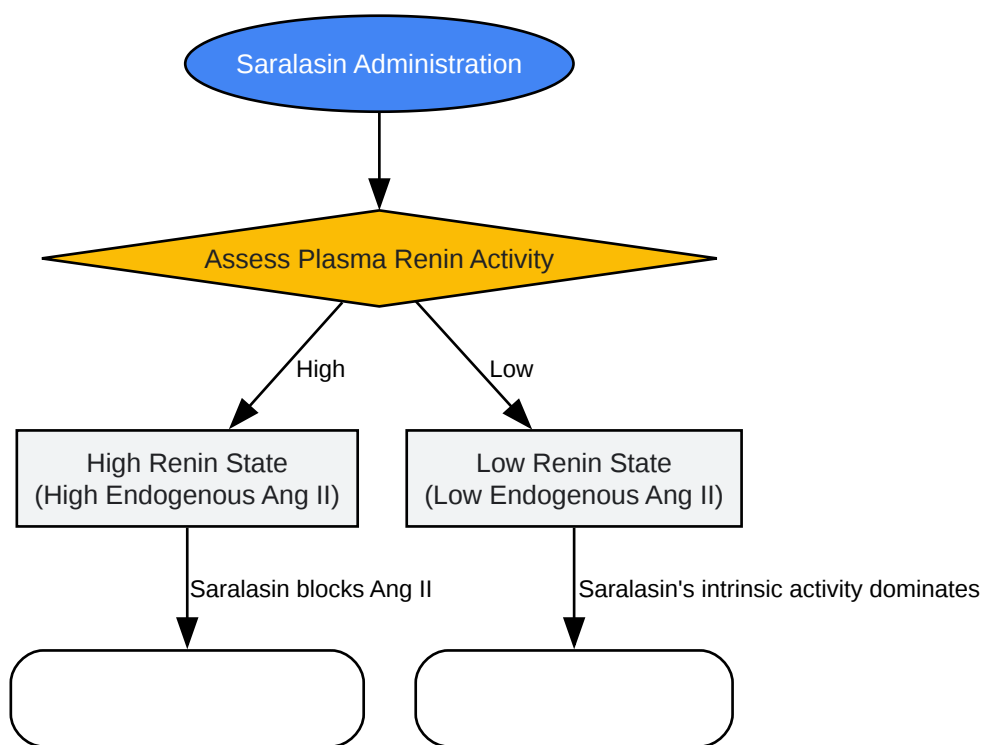 Saralasin Administration
Assess Plasma Renin Activity
High
Low
High Renin State
(High Endogenous Ang II)
Low Renin State
(Low Endogenous Ang II)
Saralasin blocks Ang II
Saralasin's intrinsic activity dominates